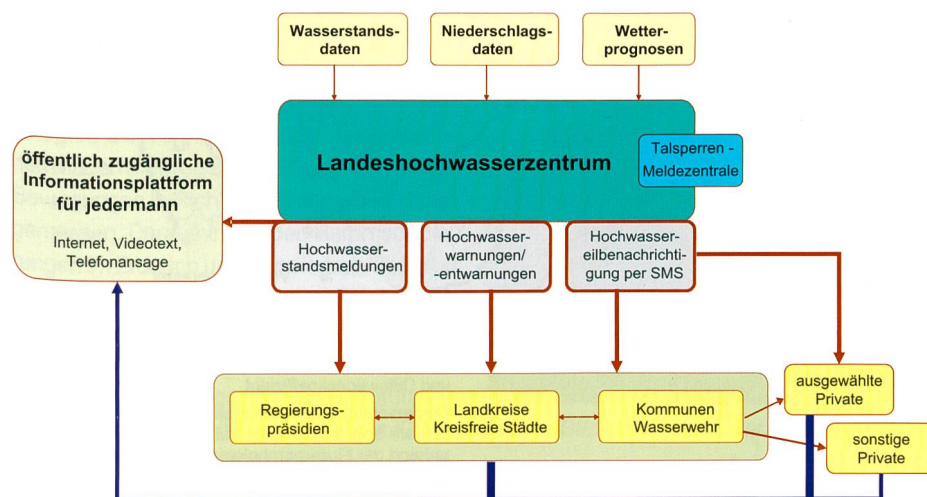 Wasserstands-
daten
Niederschlags-
daten
Wetter-
prognosen
Landeshochwasserzentrum
Talsperren -
Meldezentrale
öffentlich zugängliche
Informationsplattform
für jedermann
Internet, Videotext,
Telefonansage
Hochwasser-
standsmeldungen
Hochwasser-
warnungen/
-entwarnungen
Hochwasser-
eilbenachrichti-
gung per SMS
Regierungs-
präsidien
Landkreise
Kreisfreie Städte
Kommunen
Wasserwehr
ausgewählte
Private
sonstige
Private